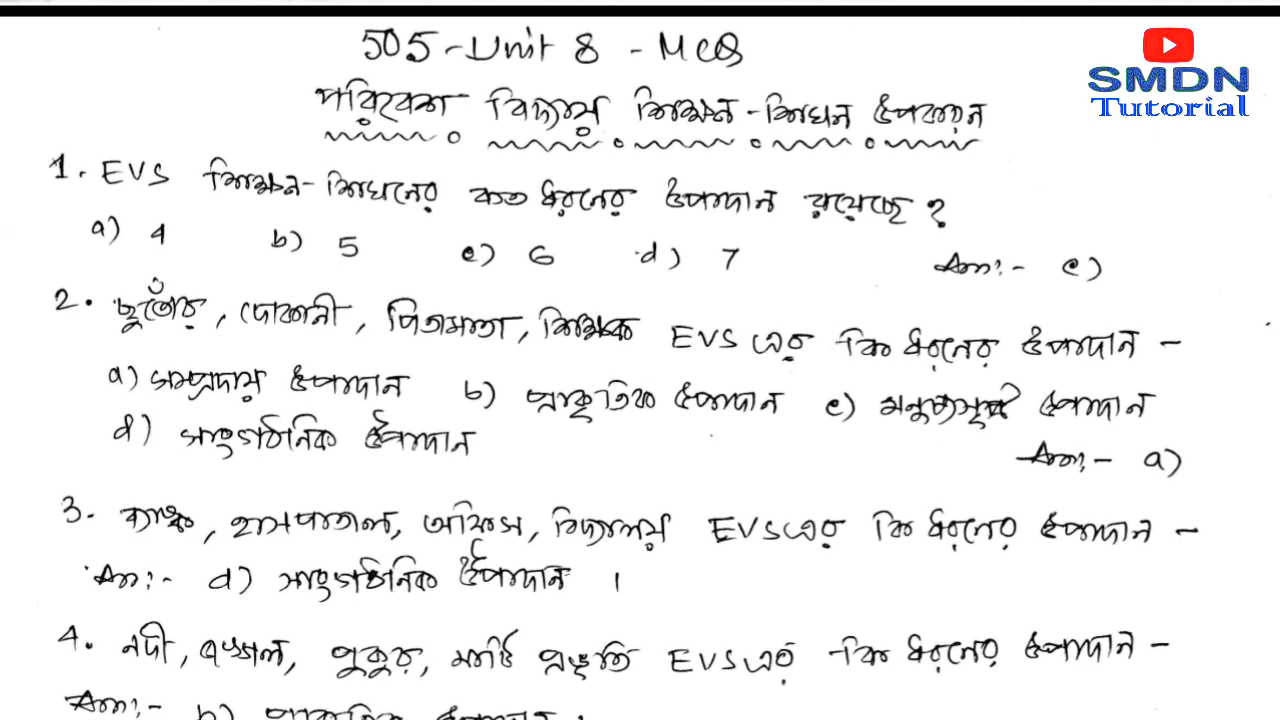 505 - Unit 8 - MCQ
SMDN
Tutorial
পরিবেশ বিদ্যায় শিক্ষন-শিখন উপকরন
1. EVS শিক্ষন-শিখনের কত ধরনের উপাদান রয়েছে?
a) 4 b) 5 c) 6 d) 7 Ans:- c)
2. ছুতোঁর, দোকানী, পিতামাতা, শিক্ষক EVS এর কি ধরনের উপাদান -
a) সম্প্রদায় উপাদান b) প্রাকৃতিক উপাদান c) মনুষ্যসৃষ্ট উপাদান
d) সাংগঠনিক উপাদান
Ans:- a)
3. ব্যাঙ্ক, হাসপাতাল, অফিস, বিদ্যালয় EVS এর কি ধরনের উপাদান -
Ans:- d) সাংগঠনিক উপাদান ।
4. নদী, জঙ্গল, পুকুর, মাটি প্রভৃতি EVS এর কি ধরনের উপাদান -
Ans:- b) প্রাকৃতিক উপাদান ।